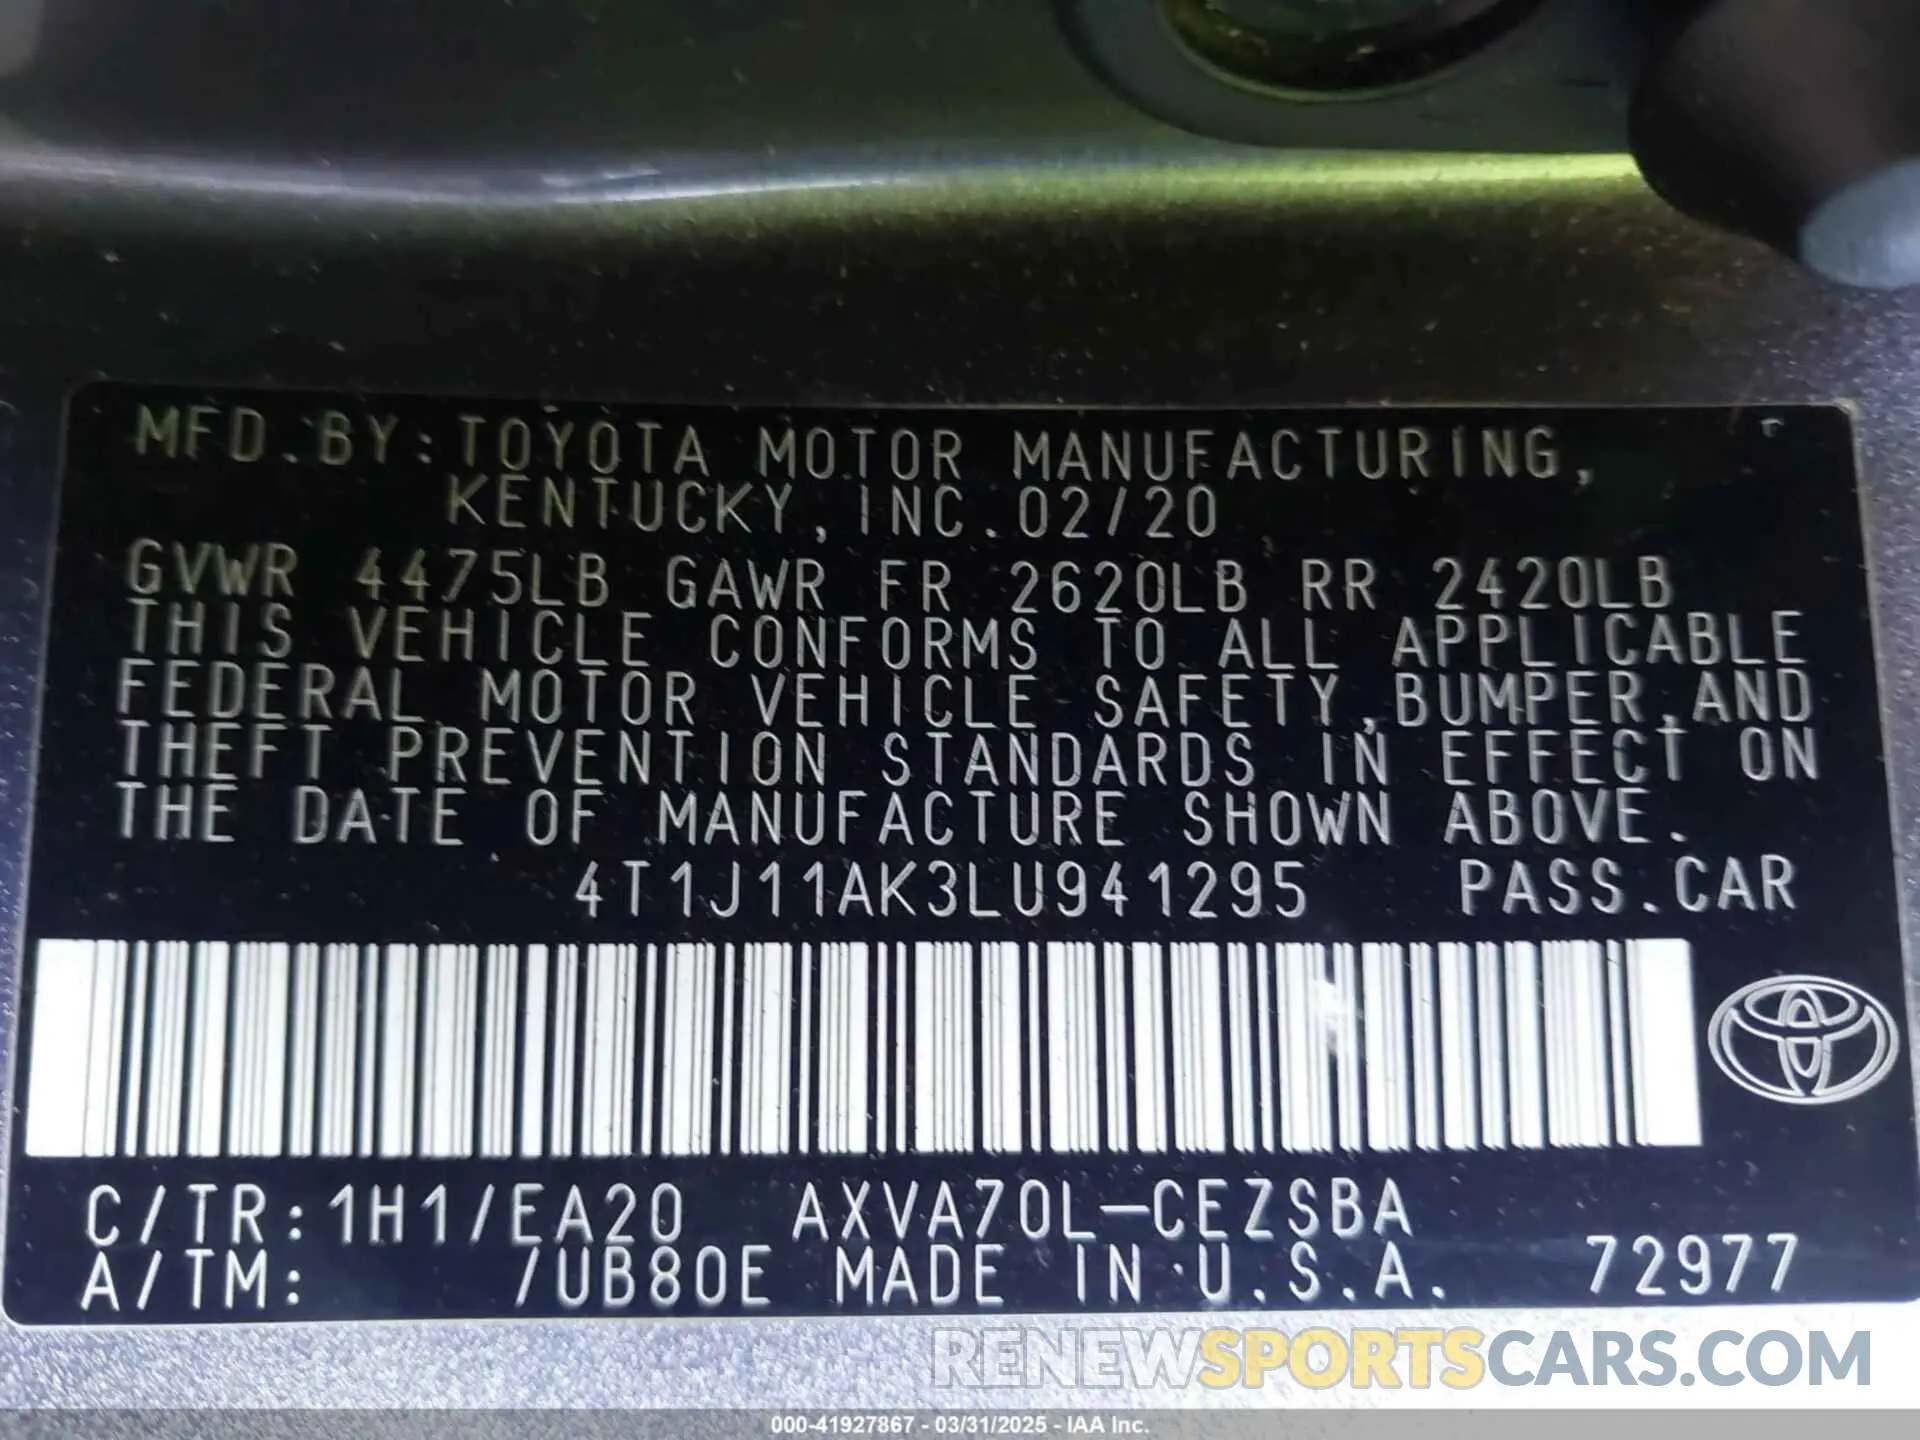 MFD.BY:TOYOTA MOTOR MANUFACTURING,
KENTUCKY, INC.02/20
GVWR 4475LB GAWR FR 2620LB RR 2420LB
THIS VEHICLE CONFORMS TO ALL APPLICABLE
FEDERAL MOTOR VEHICLE SAFETY,BUMPER,AND
THEFT PREVENTION STANDARDS IN EFFECT ON
THE DATE OF MANUFACTURE SHOWN ABOVE.
4T1J11AK3LU941295 PASS.CAR
C/TR:1H1/EA20 AXVA70L-CEZSBA
A/TM: /UB80E MADE IN U.S.A. 72977
RENEWSPORTSCARS.COM
000-41927867 - 03/31/2025 - IAA Inc.